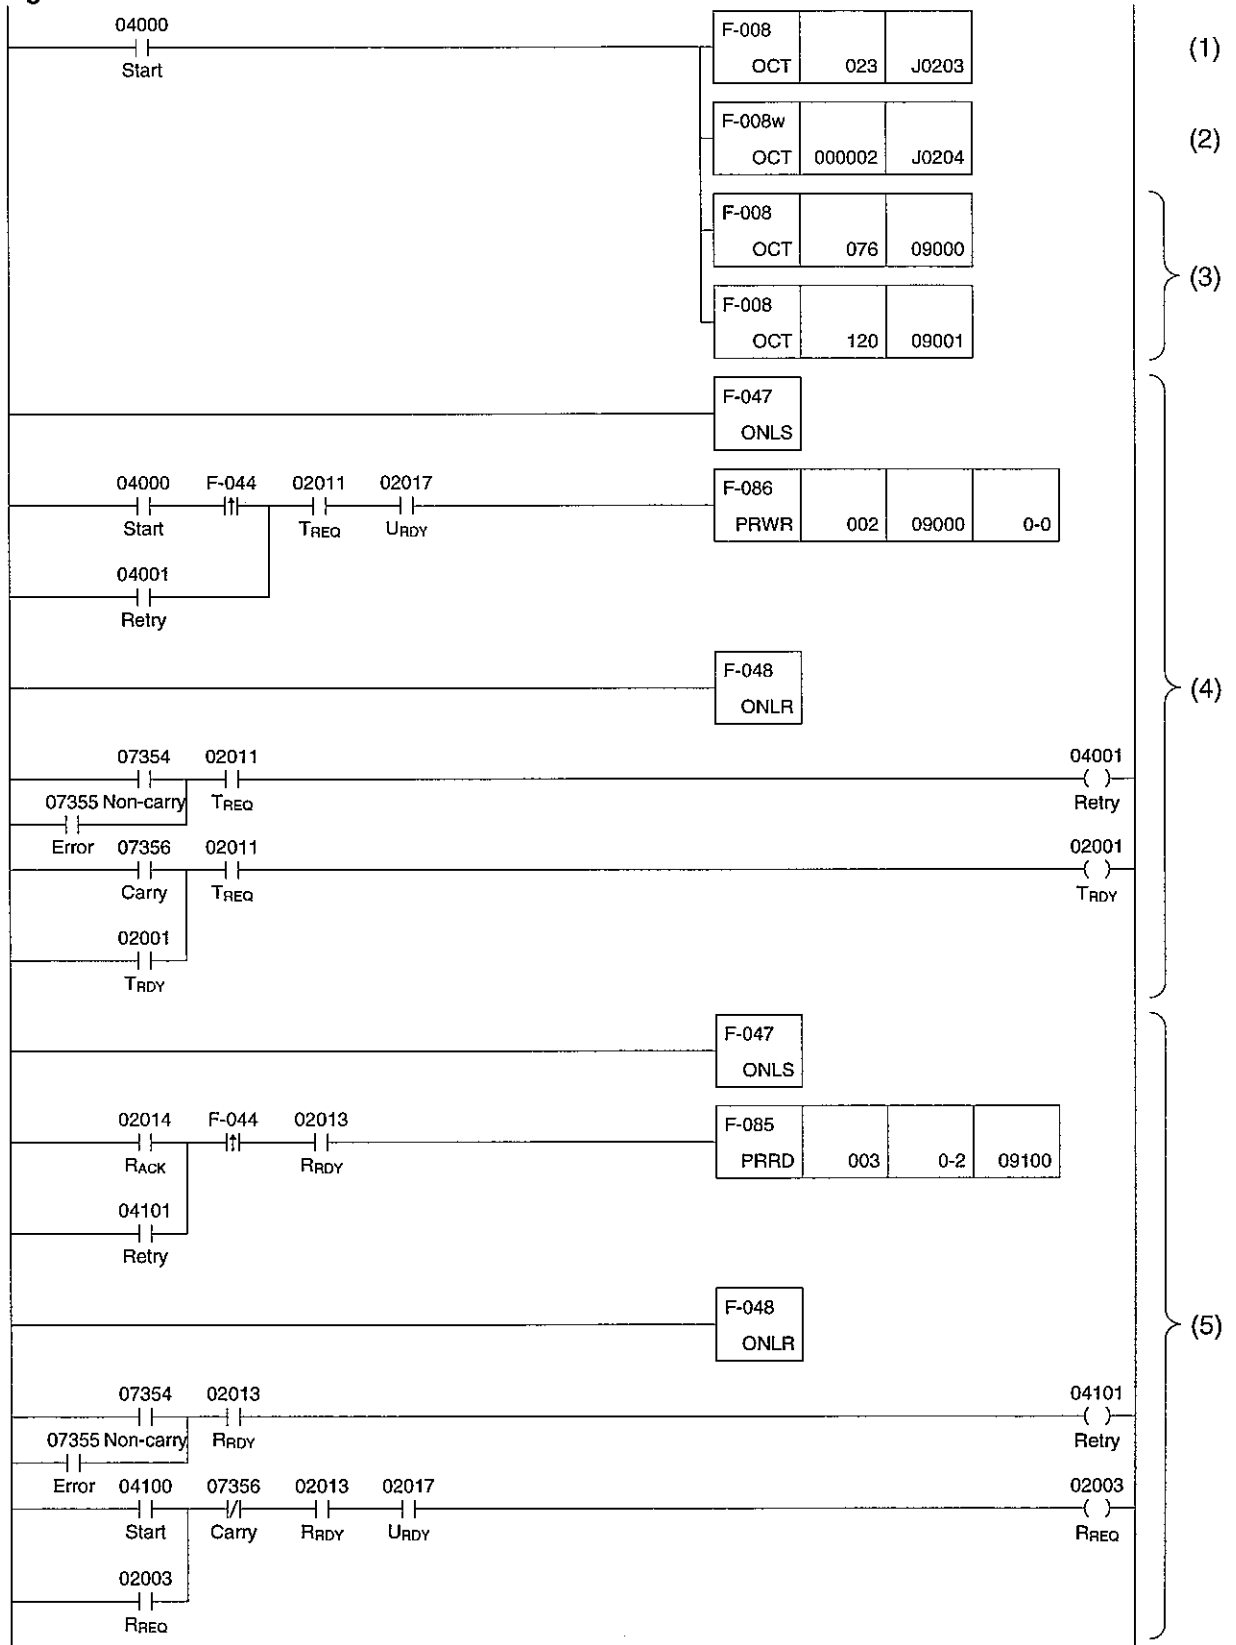 04000
Start
F-008
OCT 023 J0203
(1)
F-008w
OCT 000002 J0204
(2)
F-008
OCT 076 09000
(3)
F-008
OCT 120 09001
F-047
ONLS
04000 F-044 02011 02017
Start TREQ URDY
F-086
PRWR 002 09000 0-0
04001
Retry
F-048
ONLR
(4)
07354 02011 04001
07355 Non-carry TREQ Retry
Error 07356 02011 02001
Carry TREQ TRDY
02001
TRDY
F-047
ONLS
02014 F-044 02013
RACK RRDY
F-085
PRRD 003 0-2 09100
04101
Retry
F-048
ONLR
(5)
07354 02013 04101
07355 Non-carry RRDY Retry
Error 04100 07356 02013 02017 02003
Start Carry RRDY URDY RREQ
02003
RREQ